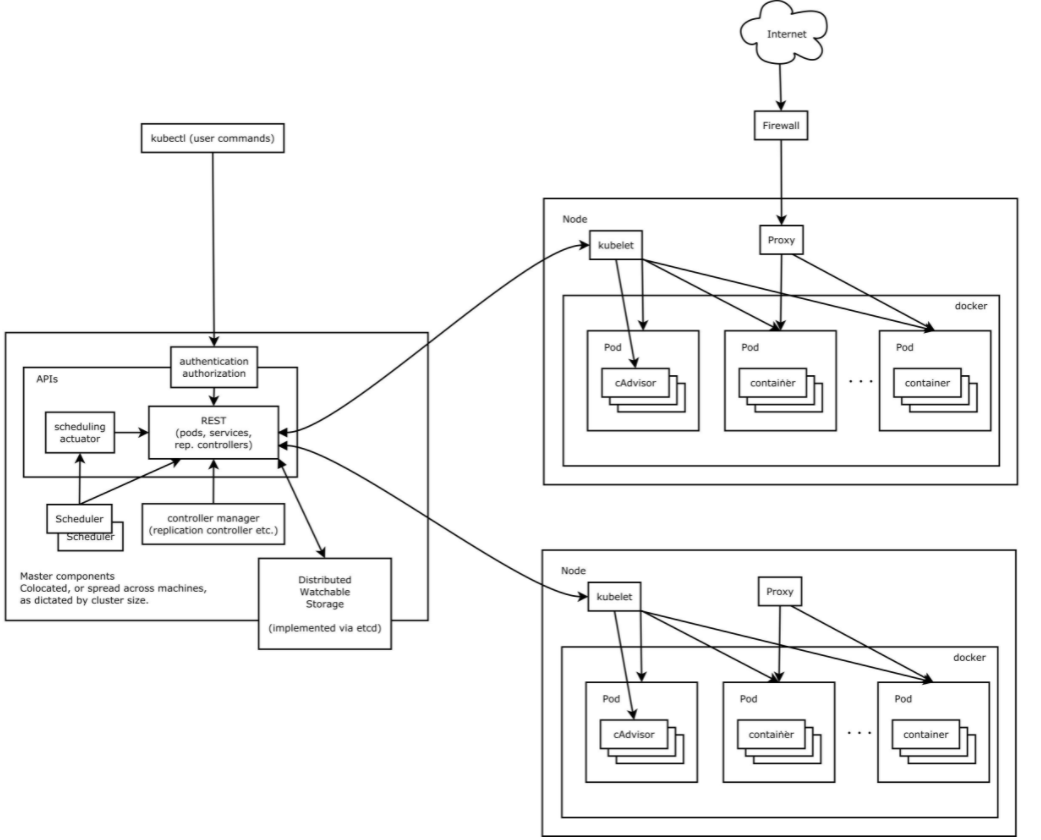 Internet
Firewall
kubectl (user commands)
Node
kubelet
Proxy
docker
Pod
cAdvisor
Pod
container
. . .
Pod
container
authentication
authorization
APIs
REST
(pods, services,
rep. controllers)
scheduling
actuator
Scheduler
Scheduler
controller manager
(replication controller etc.)
Master components
Colocated, or spread across machines,
as dictated by cluster size.
Distributed
Watchable
Storage
(implemented via etcd)
Node
kubelet
Proxy
docker
Pod
cAdvisor
Pod
container
. . .
Pod
container